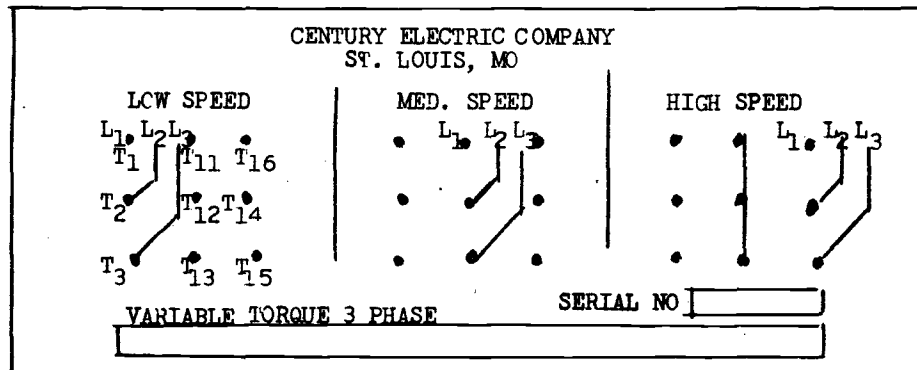 CENTURY ELECTRIC COMPANY
ST. LOUIS, MO
LOW SPEED
MED. SPEED
HIGH SPEED
L1 L2 L3
L1 L2 L3
L1 L2 L3
T1 T11 T16
T2 T12 T14
T3 T13 T15
SERIAL NO
VARIABLE TORQUE 3 PHASE